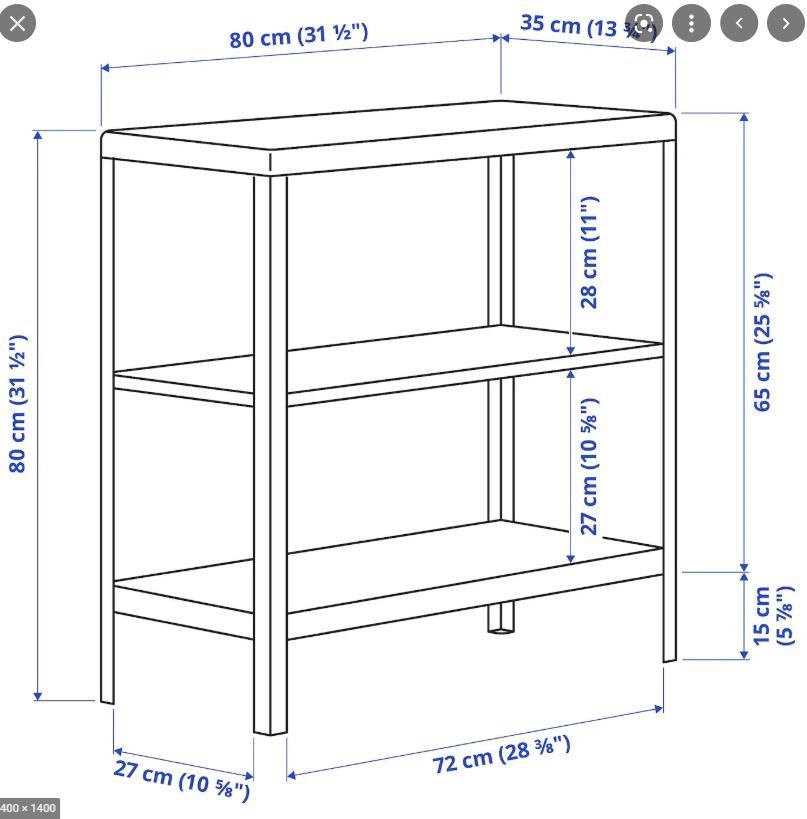 80 cm (31 ½")
35 cm (13 ¾")
28 cm (11")
80 cm (31 ½")
65 cm (25 ⅝")
27 cm (10 ⅝")
15 cm
(5 ⅞")
27 cm (10 ⅝")
72 cm (28 ⅜")
400 × 1400